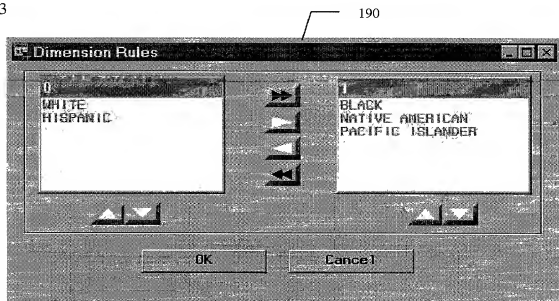 3
190
Dimension Rules
0
WHITE
HISPANIC
1
BLACK
NATIVE AMERICAN
PACIFIC ISLANDER
OK
Cancel